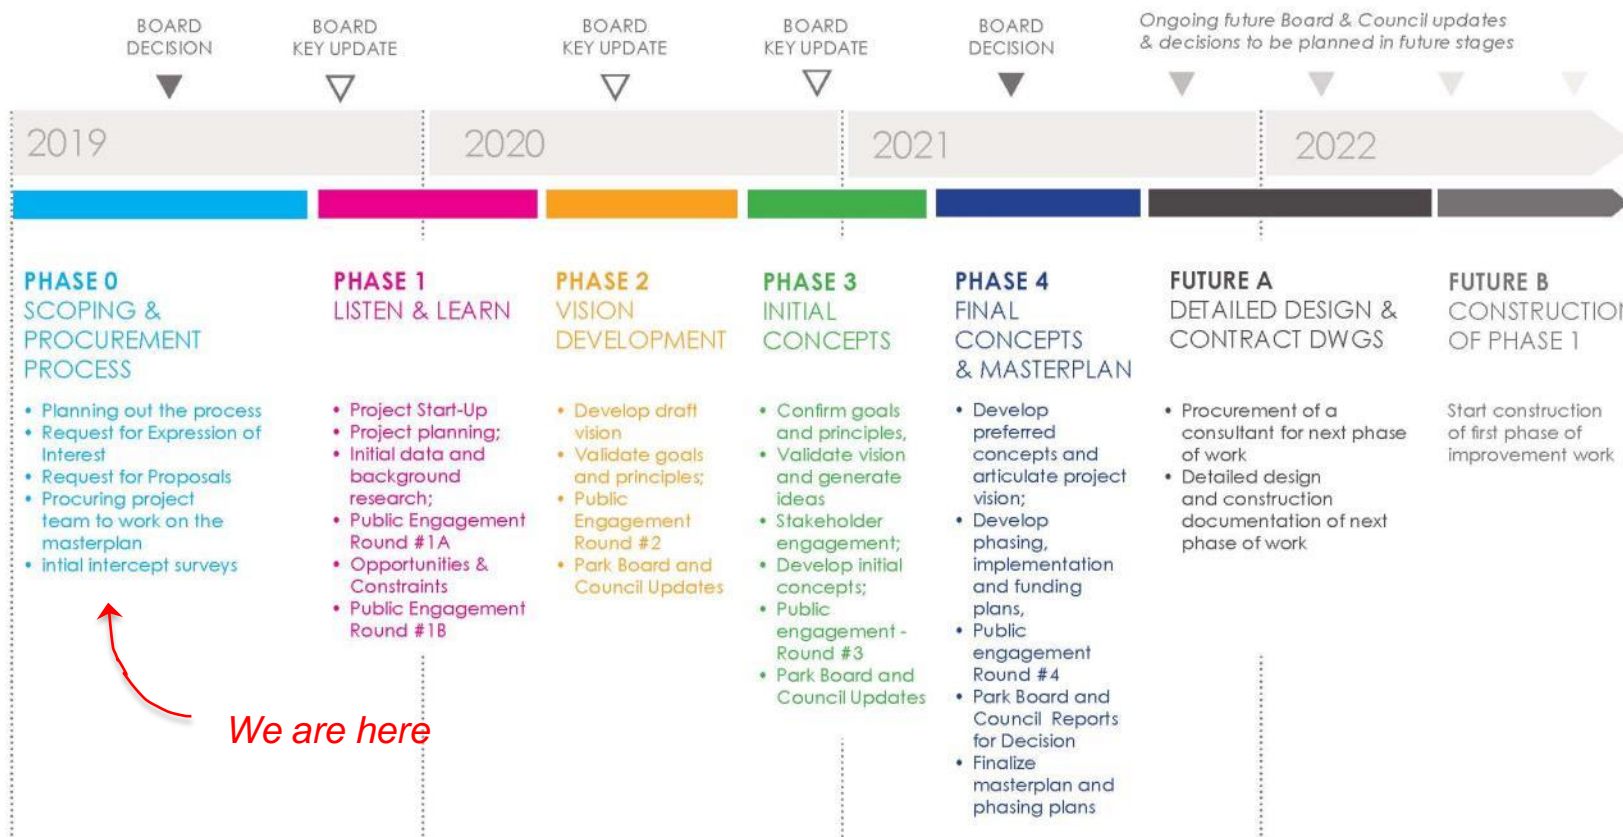 BOARD
DECISION
BOARD
KEY UPDATE
BOARD
KEY UPDATE
BOARD
KEY UPDATE
BOARD
DECISION
Ongoing future Board & Council updates
& decisions to be planned in future stages
2019
2020
2021
2022
PHASE 0
SCOPING &
PROCUREMENT
PROCESS
• Planning out the process
• Request for Expression of
Interest
• Request for Proposals
• Procuring project
team to work on the
masterplan
• intial intercept surveys
We are here
PHASE 1
LISTEN & LEARN
• Project Start-Up
• Project planning;
• Initial data and
background
research;
• Public Engagement
Round #1A
• Opportunities &
Constraints
• Public Engagement
Round #1B
PHASE 2
VISION
DEVELOPMENT
• Develop draft
vision
• Validate goals
and principles;
• Public
Engagement
Round #2
• Park Board and
Council Updates
PHASE 3
INITIAL
CONCEPTS
• Confirm goals
and principles,
• Validate vision
and generate
ideas
• Stakeholder
engagement;
• Develop initial
concepts;
• Public
engagement -
Round #3
• Park Board and
Council Updates
PHASE 4
FINAL
CONCEPTS
& MASTERPLAN
• Develop
preferred
concepts and
articulate project
vision;
• Develop
phasing,
implementation
and funding
plans,
• Public
engagement
Round #4
• Park Board and
Council Reports
for Decision
• Finalize
masterplan and
phasing plans
FUTURE A
DETAILED DESIGN &
CONTRACT DWGS
• Procurement of a
consultant for next phase
of work
• Detailed design
and construction
documentation of next
phase of work
FUTURE B
CONSTRUCTION
OF PHASE 1
Start construction
of first phase of
improvement work